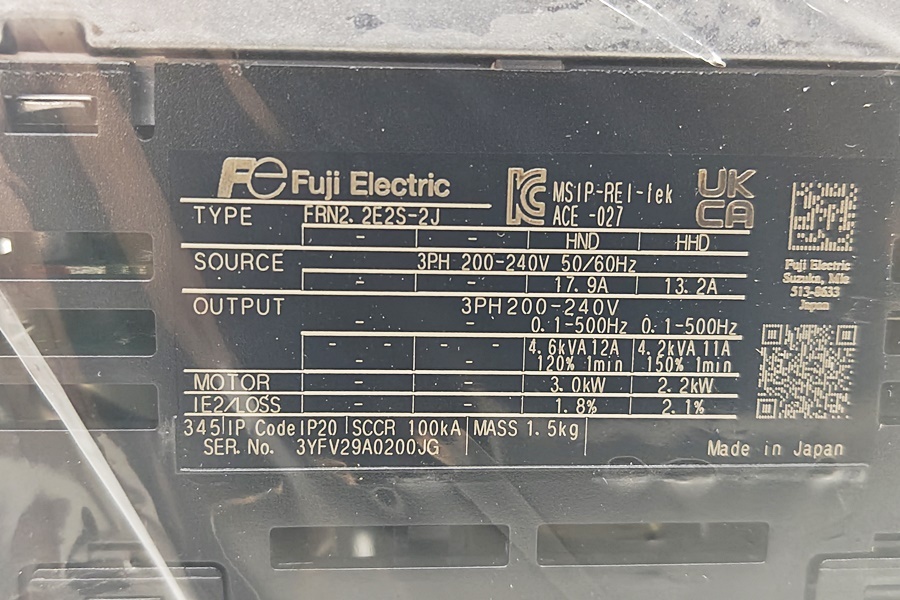 Fe Fuji Electric
MSIP-REI-fek
ACE -027
UK
CA
TYPE FRN2.2E2S-2J
- - HND HHD
SOURCE 3PH 200-240V 50/60Hz
- - 17.9A 13.2A
OUTPUT 3PH200-240V
- - 0.1-500Hz 0.1-500Hz
- - 4.6kVA 12A 4.2kVA 11A
- - 120% 1min 150% 1min
MOTOR - - 3.0kW 2.2kW
IE2/LOSS - - 1.8% 2.1%
345 IP Code IP20 SCCR 100kA MASS 1.5kg
SER. No. 3YFV29A0200JG
Made in Japan
Fuji Electric
Suzuka, Mie
513-8633
Japan